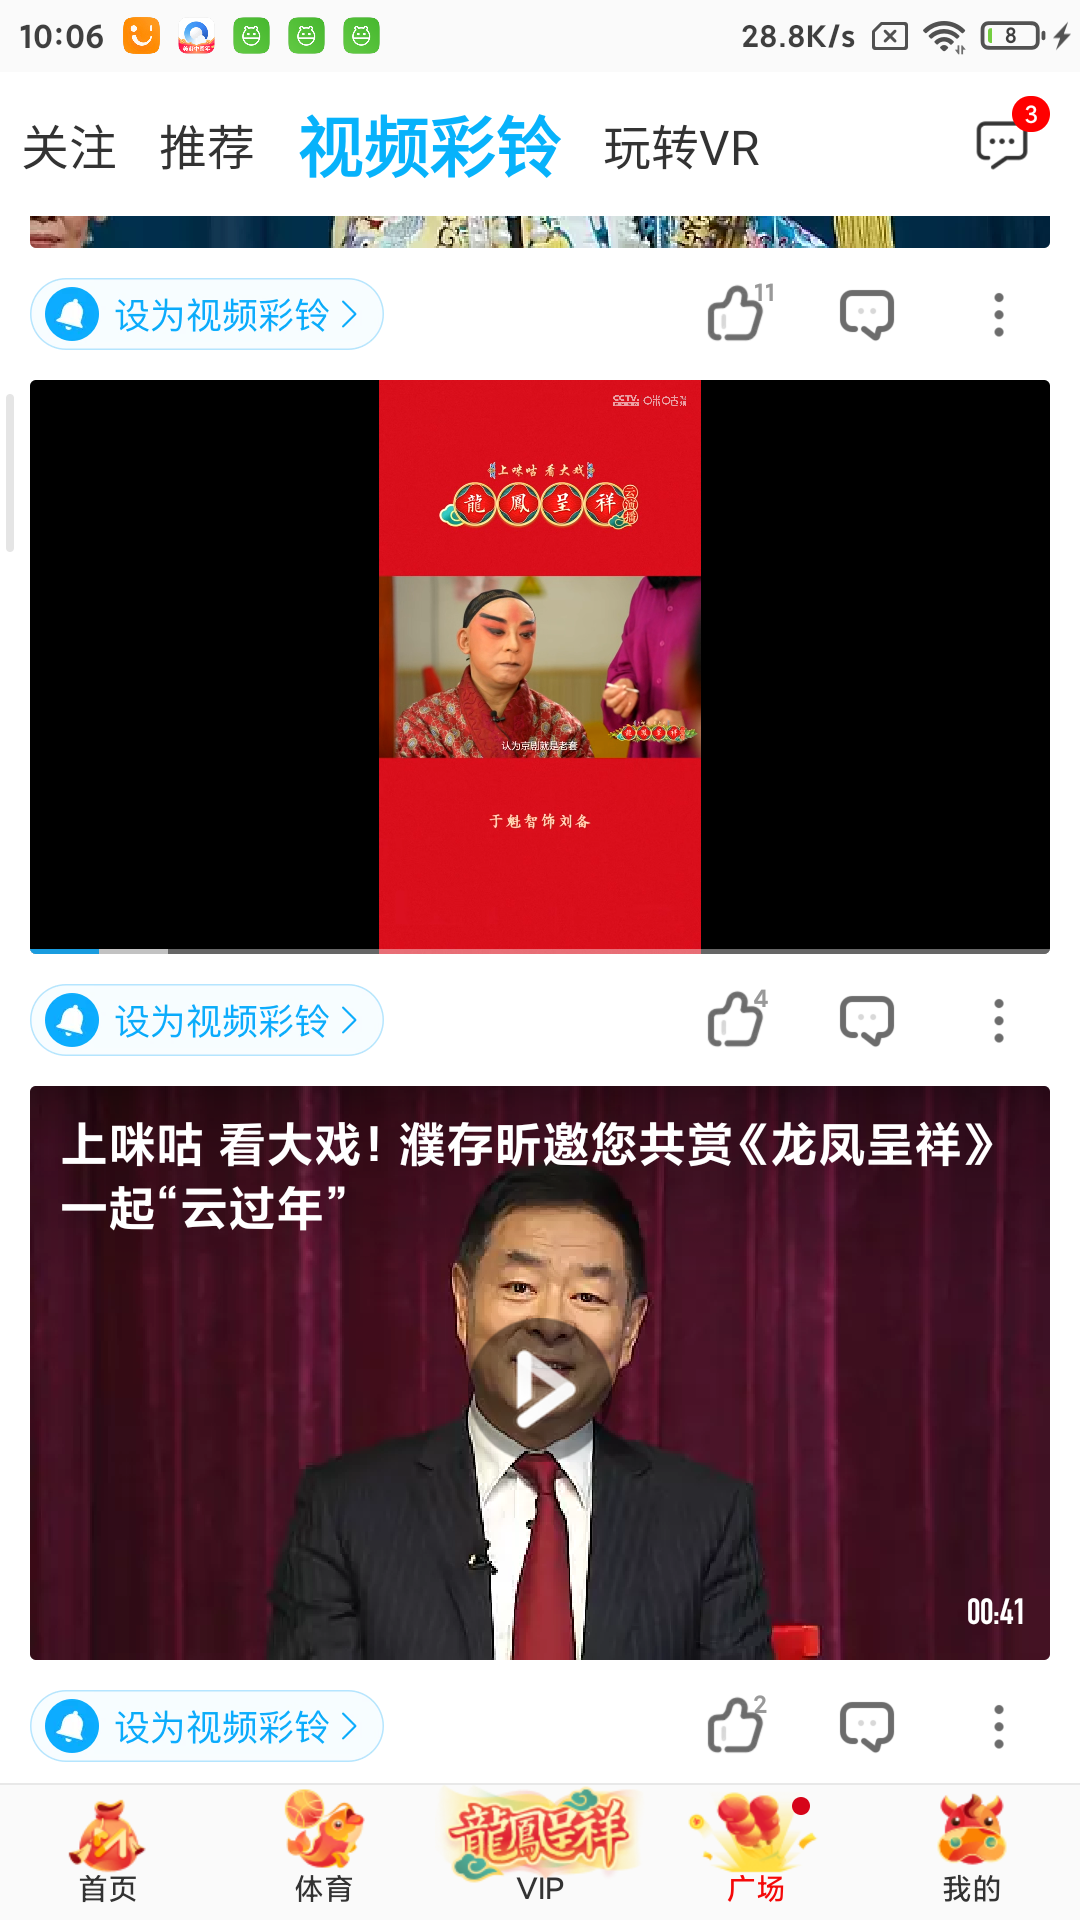 10:06
28.8K/s
8
关注 推荐 视频彩铃 玩转VR
3
设为视频彩铃
11
CCTV
上咪咕 看大戏
龍鳳呈祥
认为京剧就是老套
于魁智饰刘备
设为视频彩铃
4
上咪咕 看大戏！濮存昕邀您共赏《龙凤呈祥》
一起“云过年”
00:41
设为视频彩铃
2
龍鳳呈祥
首页 体育 VIP 广场 我的